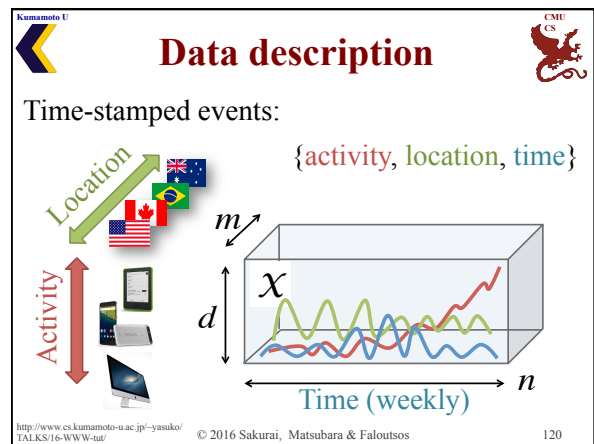 Kumamoto U
CMU CS
Data description
Time-stamped events:
{activity, location, time}
Location
Activity
m
X
d
n
Time (weekly)
http://www.cs.kumamoto-u.ac.jp/~yasuko/
TALKS/16-WWW-tut/
© 2016 Sakurai, Matsubara & Faloutsos
120